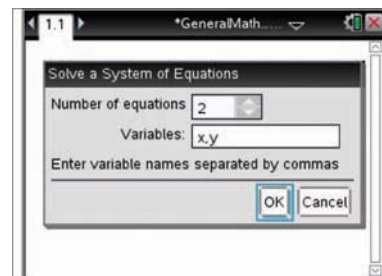 1.1 *GeneralMath.....
Solve a System of Equations
Number of equations 2
Variables: x,y
Enter variable names separated by commas
OK Cancel